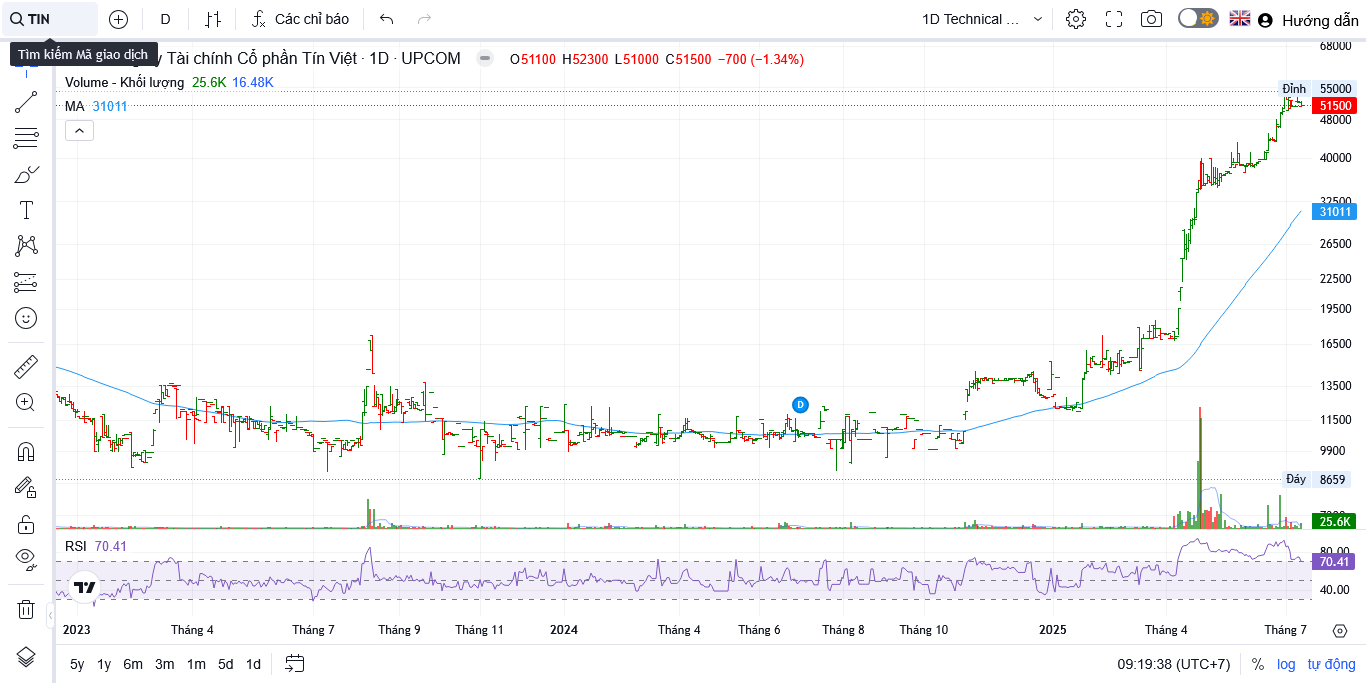 TIN
D
Các chỉ báo
1D Technical ...
Hướng dẫn
Tìm kiếm Mã giao dịch
y Tài chính Cổ phần Tín Việt · 1D · UPCOM
O51100 H52300 L51000 C51500 −700 (−1.34%)
Volume - Khối lượng 25.6K 16.48K
MA 31011
68000
Đỉnh 55000
51500
48000
40000
32500
31011
26500
22500
19500
16500
13500
D
11500
9900
Đáy 8659
25.6K
RSI 70.41
80.00
70.41
40.00
2023 Tháng 4 Tháng 7 Tháng 9 Tháng 11 2024 Tháng 4 Tháng 6 Tháng 8 Tháng 10 2025 Tháng 4 Tháng 7
5y 1y 6m 3m 1m 5d 1d
09:19:38 (UTC+7) % log tự động